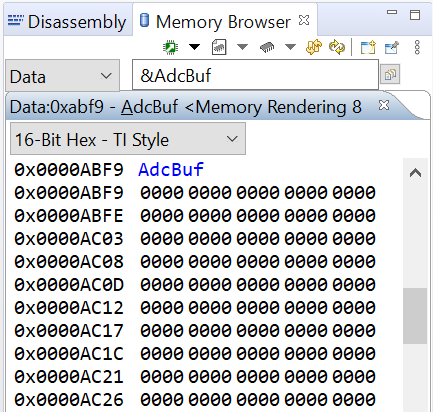 Disassembly Memory Browser
Data &AdcBuf
Data:0xabf9 - AdcBuf <Memory Rendering 8
16-Bit Hex - TI Style
0x0000ABF9 AdcBuf
0x0000ABF9 0000 0000 0000 0000 0000
0x0000ABFE 0000 0000 0000 0000 0000
0x0000AC03 0000 0000 0000 0000 0000
0x0000AC08 0000 0000 0000 0000 0000
0x0000AC0D 0000 0000 0000 0000 0000
0x0000AC12 0000 0000 0000 0000 0000
0x0000AC17 0000 0000 0000 0000 0000
0x0000AC1C 0000 0000 0000 0000 0000
0x0000AC21 0000 0000 0000 0000 0000
0x0000AC26 0000 0000 0000 0000 0000